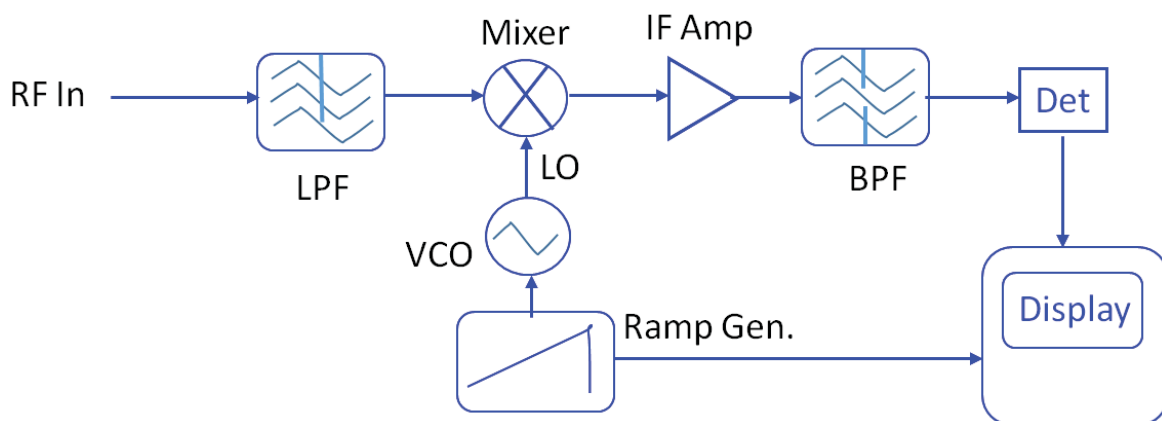 Mixer
IF Amp
RF In
Det
LPF
LO
BPF
VCO
Display
Ramp Gen.